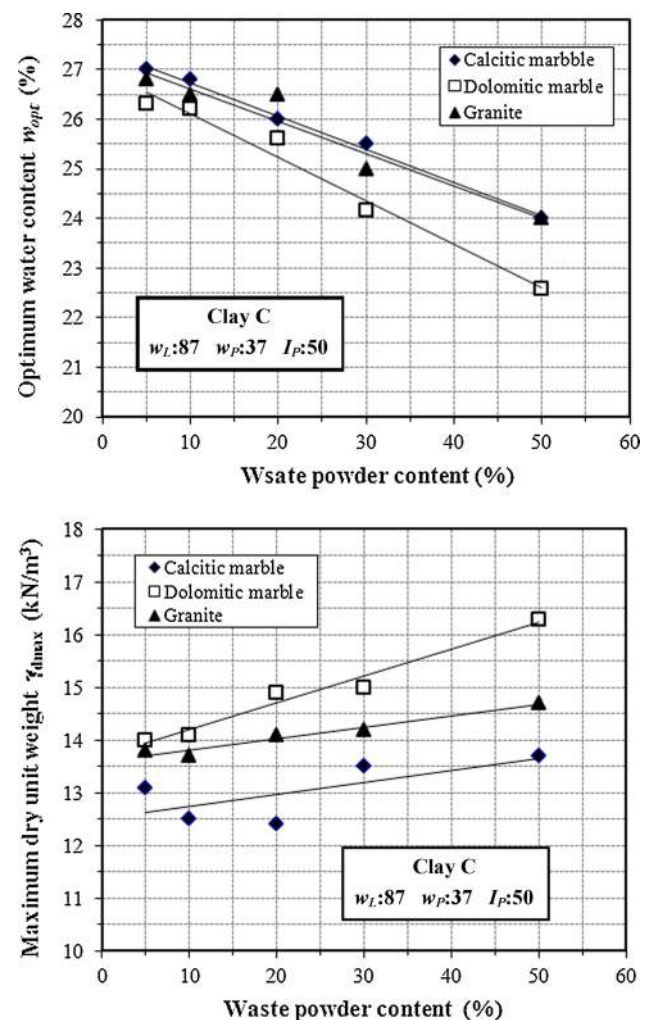 28
27
26
25
24
23
22
21
20
Optimum water content wopt (%)
Calcitic marbble
Dolomitic marble
Granite
Clay C
wL:87 wP:37 IP:50
0 10 20 30 40 50 60
Wsate powder content (%)
18
17
16
15
14
13
12
11
10
Maximum dry unit weight γdmax (kN/m³)
Calcitic marble
Dolomitic marble
Granite
Clay C
wL:87 wP:37 IP:50
0 10 20 30 40 50 60
Waste powder content (%)